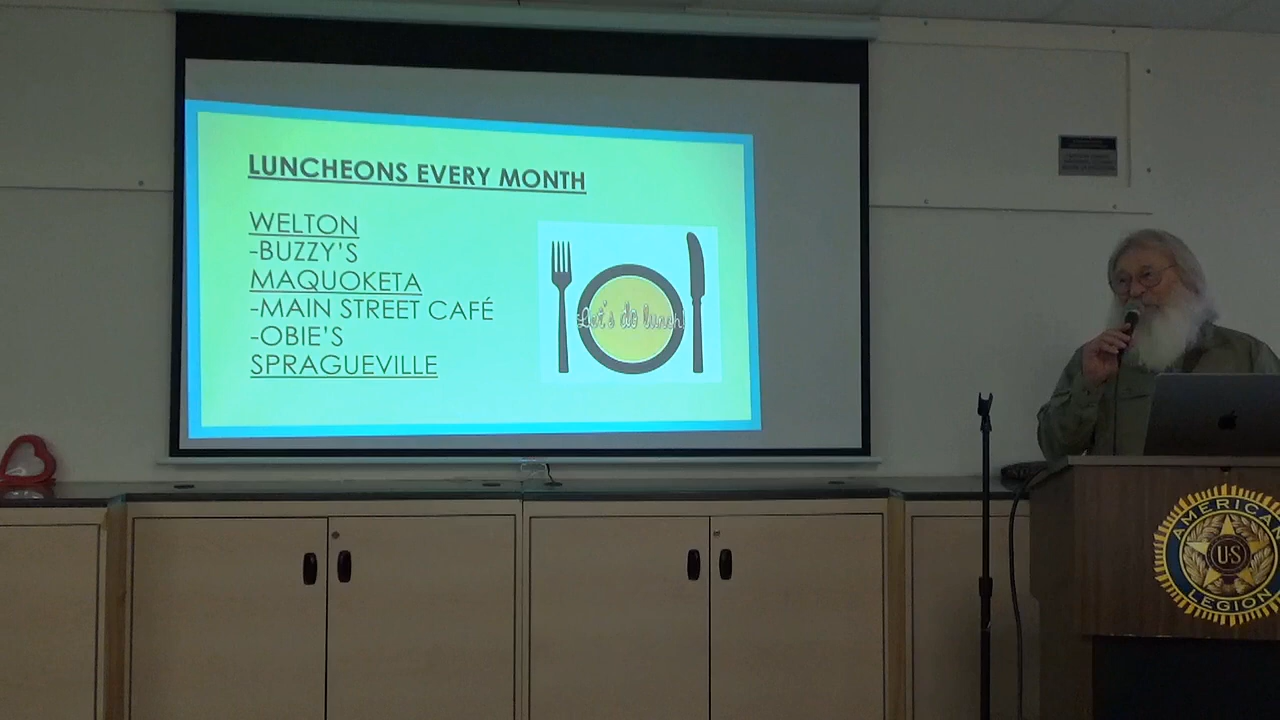 LUNCHEONS EVERY MONTH
WELTON
-BUZZY'S
MAQUOKETA
-MAIN STREET CAFÉ
-OBIE'S
SPRAGUEVILLE
Let's do lunch
AMERICAN
U·S
LEGION